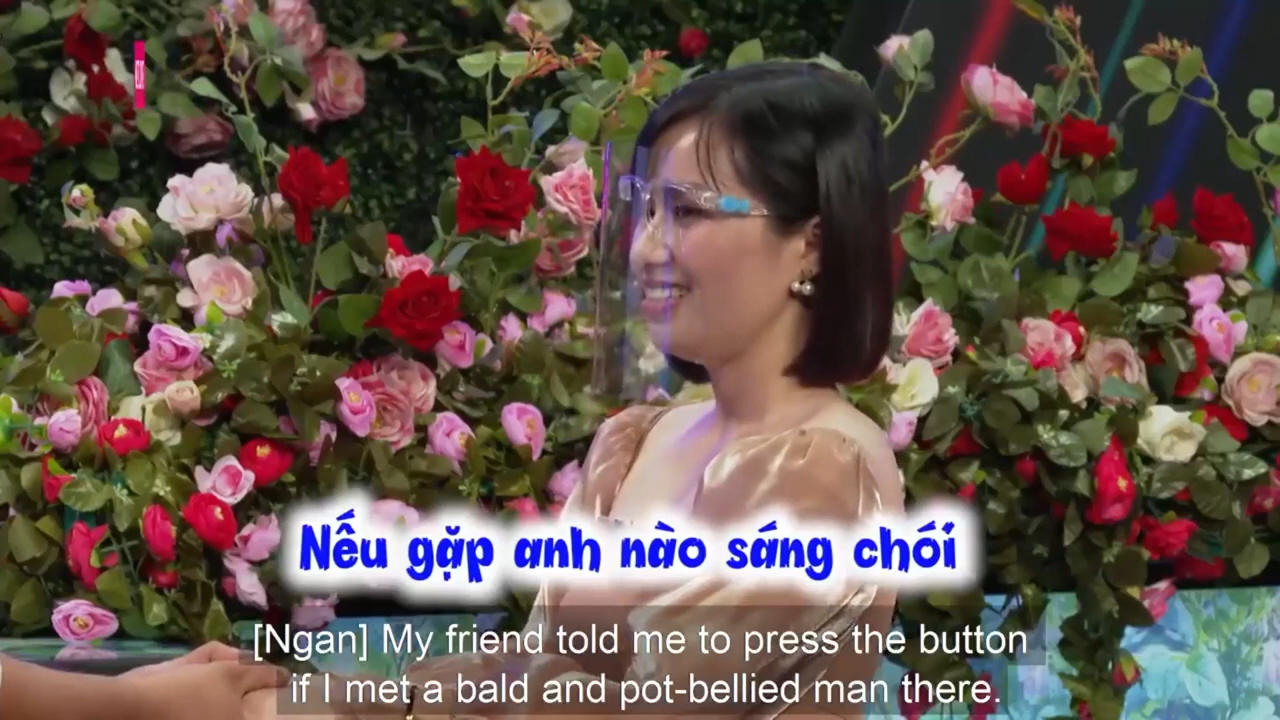 Nếu gặp anh nào sáng chói
[Ngan] My friend told me to press the button
if I met a bald and pot-bellied man there.